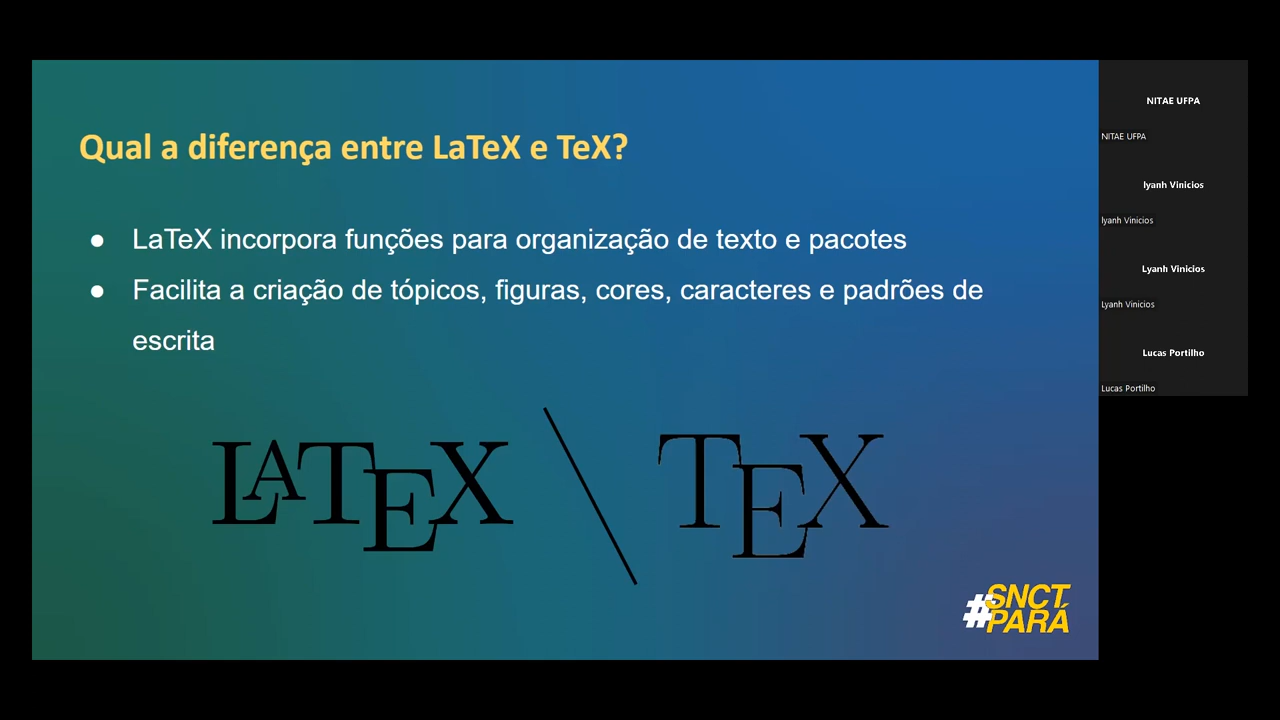 Qual a diferença entre LaTeX e TeX?
● LaTeX incorpora funções para organização de texto e pacotes
● Facilita a criação de tópicos, figuras, cores, caracteres e padrões de
escrita
LATEX \ TEX
#SNCT
PARÁ
NITAE UFPA
NITAE UFPA
lyanh Vinicios
lyanh Vinicios
Lyanh Vinicios
Lyanh Vinicios
Lucas Portilho
Lucas Portilho